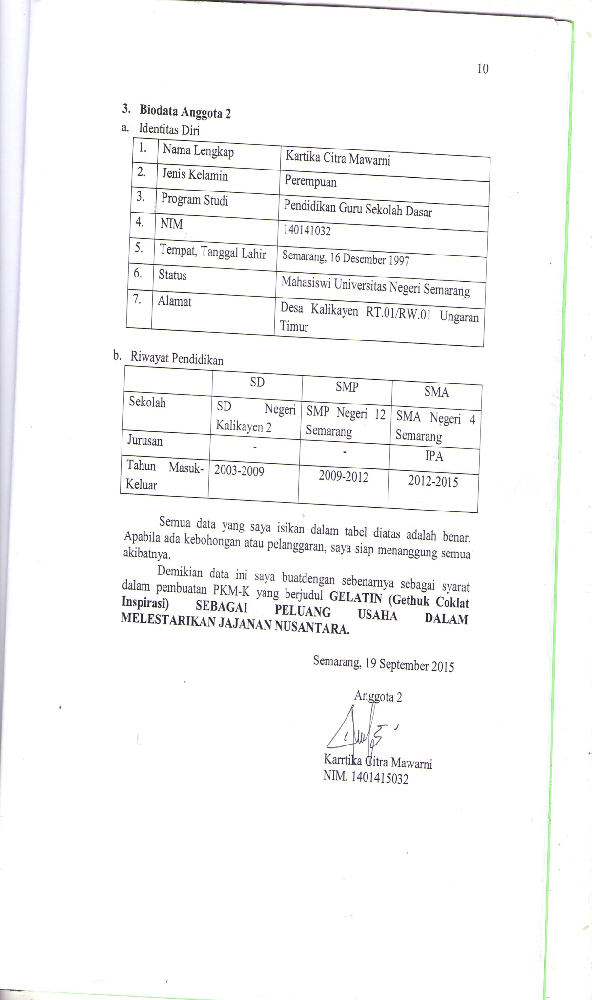 10
3. Biodata Anggota 2
a. Identitas Diri
1. Nama Lengkap Kartika Citra Mawarni
2. Jenis Kelamin Perempuan
3. Program Studi Pendidikan Guru Sekolah Dasar
4. NIM 140141032
5. Tempat, Tanggal Lahir Semarang, 16 Desember 1997
6. Status Mahasiswi Universitas Negeri Semarang
7. Alamat Desa Kalikayen RT.01/RW.01 Ungaran
Timur
b. Riwayat Pendidikan
SD SMP SMA
Sekolah SD Negeri SMP Negeri 12 SMA Negeri 4
Kalikayen 2 Semarang Semarang
Jurusan - - IPA
Tahun Masuk- 2003-2009 2009-2012 2012-2015
Keluar
Semua data yang saya isikan dalam tabel diatas adalah benar.
Apabila ada kebohongan atau pelanggaran, saya siap menanggung semua
akibatnya.
Demikian data ini saya buatdengan sebenarnya sebagai syarat
dalam pembuatan PKM-K yang berjudul GELATIN (Gethuk Coklat
Inspirasi) SEBAGAI PELUANG USAHA DALAM
MELESTARIKAN JAJANAN NUSANTARA.
Semarang, 19 September 2015
Anggota 2
Karrtika Citra Mawarni
NIM. 1401415032